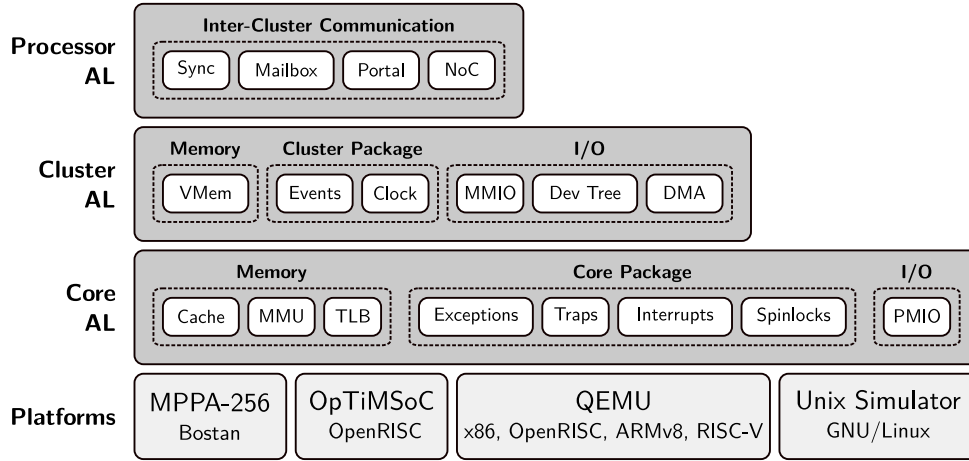 Inter-Cluster Communication
Processor
AL
Sync Mailbox Portal NoC
Memory Cluster Package I/O
Cluster
AL
VMem Events Clock MMIO Dev Tree DMA
Memory Core Package I/O
Core
AL
Cache MMU TLB Exceptions Traps Interrupts Spinlocks PMIO
Platforms
MPPA-256 OpTiMSoC QEMU Unix Simulator
Bostan OpenRISC x86, OpenRISC, ARMv8, RISC-V GNU/Linux